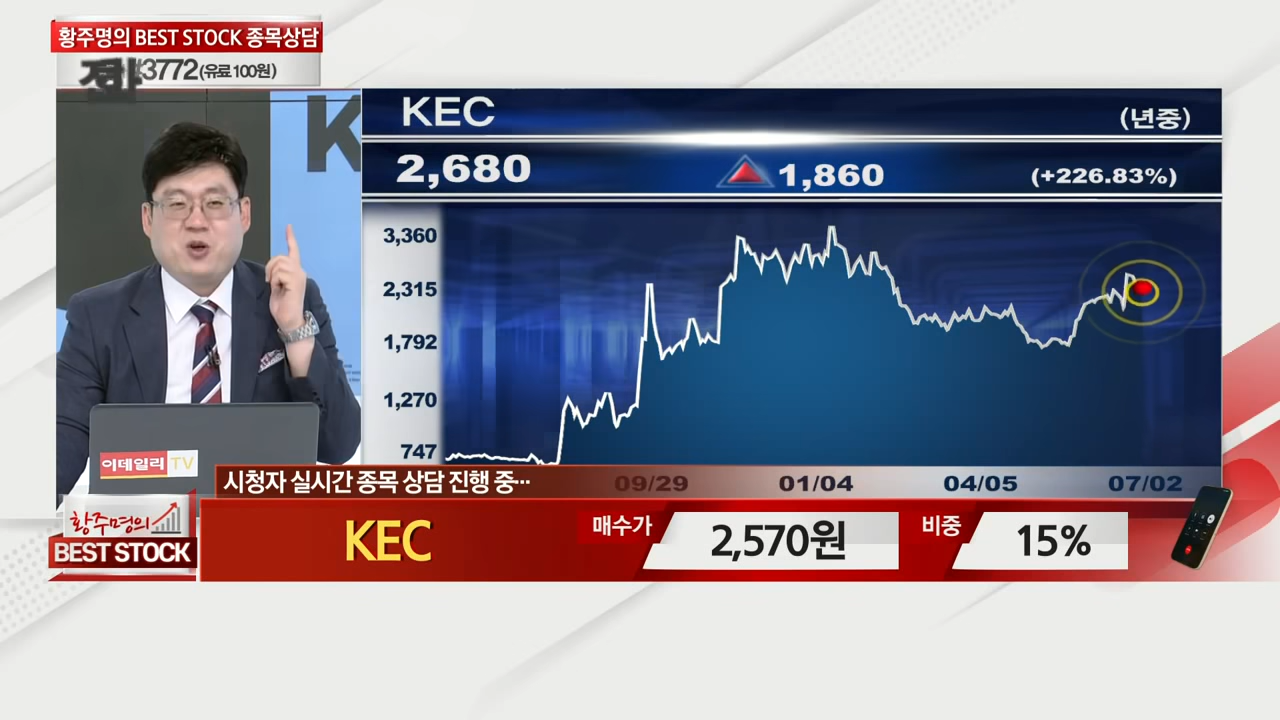 황주명의 BEST STOCK 종목상담
#3772 (유료 100원)
K
KEC
(년중)
2,680
1,860
(+226.83%)
3,360
2,315
1,792
1,270
747
09/29
01/04
04/05
07/02
이데일리 TV
시청자 실시간 종목 상담 진행 중…
황주명의
BEST STOCK
KEC
매수가
2,570원
비중
15%